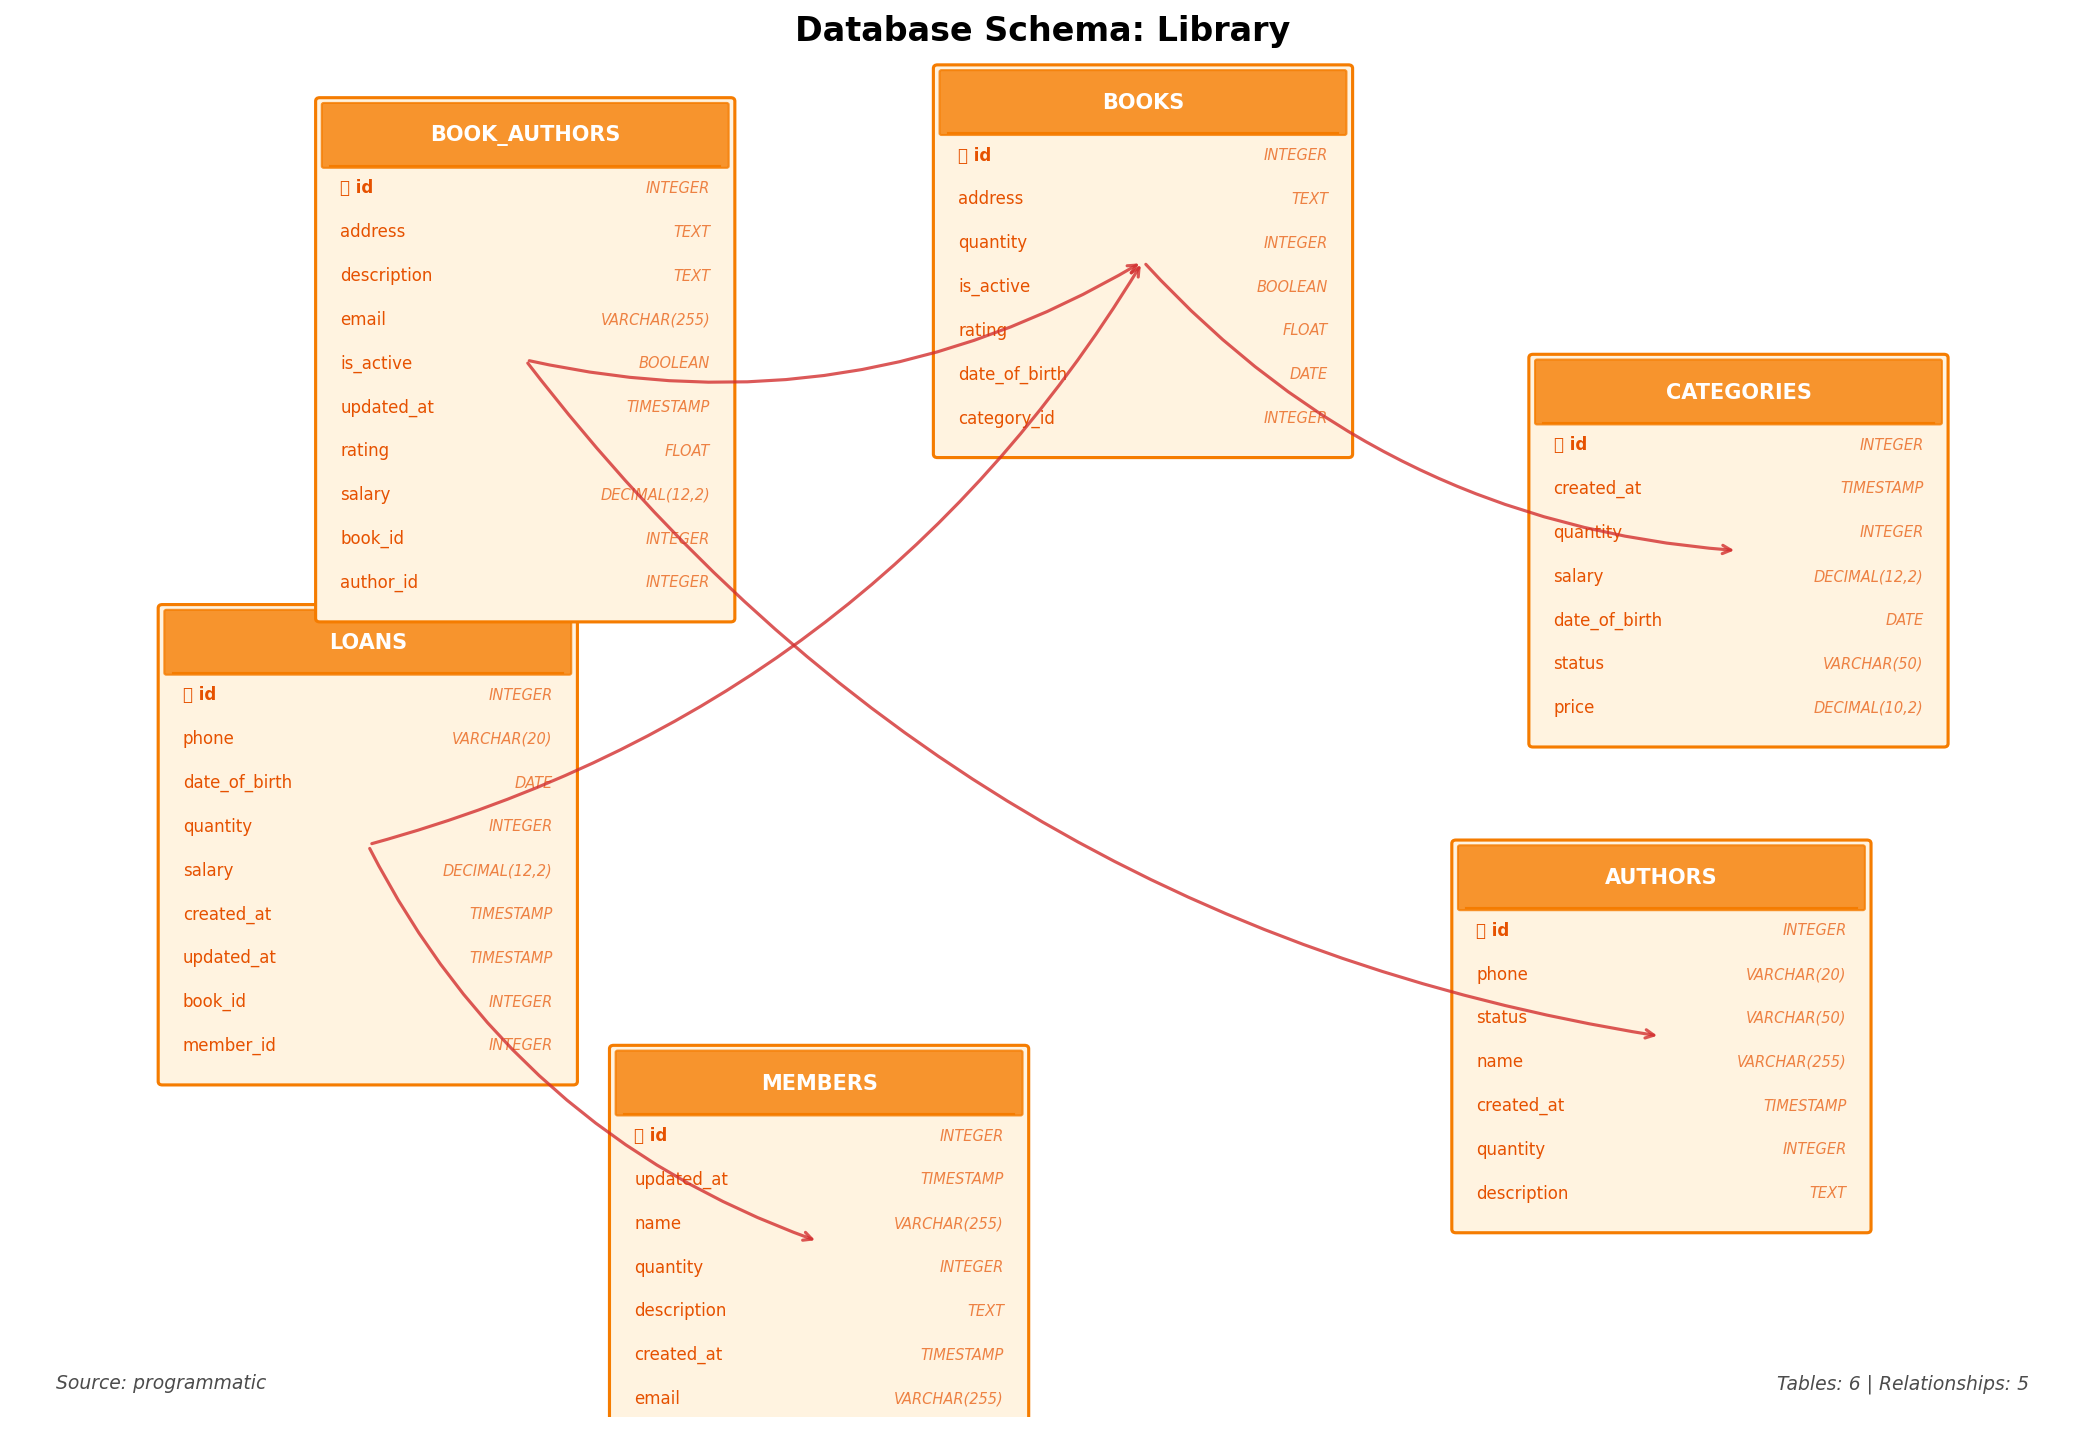 Database Schema: Library
BOOK_AUTHORS
id INTEGER
address TEXT
description TEXT
email VARCHAR(255)
is_active BOOLEAN
updated_at TIMESTAMP
rating FLOAT
salary DECIMAL(12,2)
book_id INTEGER
author_id INTEGER
BOOKS
id INTEGER
address TEXT
quantity INTEGER
is_active BOOLEAN
rating FLOAT
date_of_birth DATE
category_id INTEGER
CATEGORIES
id INTEGER
created_at TIMESTAMP
quantity INTEGER
salary DECIMAL(12,2)
date_of_birth DATE
status VARCHAR(50)
price DECIMAL(10,2)
LOANS
id INTEGER
phone VARCHAR(20)
date_of_birth DATE
quantity INTEGER
salary DECIMAL(12,2)
created_at TIMESTAMP
updated_at TIMESTAMP
book_id INTEGER
member_id INTEGER
AUTHORS
id INTEGER
phone VARCHAR(20)
status VARCHAR(50)
name VARCHAR(255)
created_at TIMESTAMP
quantity INTEGER
description TEXT
MEMBERS
id INTEGER
updated_at TIMESTAMP
name VARCHAR(255)
quantity INTEGER
description TEXT
created_at TIMESTAMP
email VARCHAR(255)
Source: programmatic
Tables: 6 | Relationships: 5